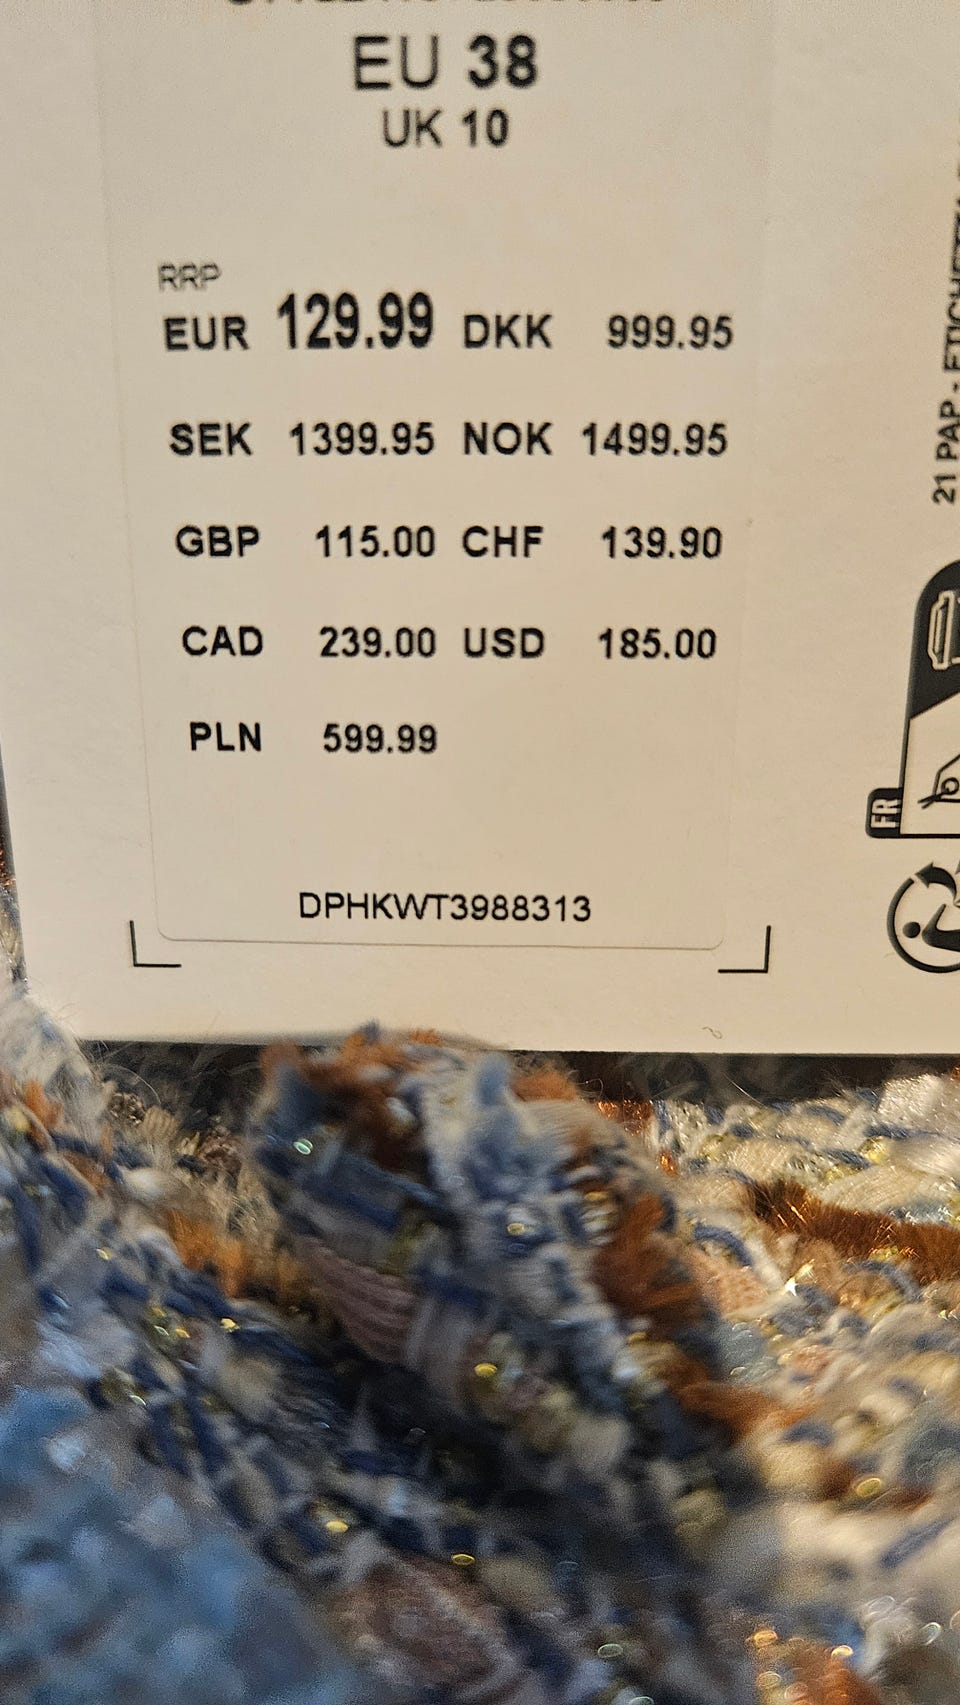 EU 38
UK 10
RRP
EUR 129.99 DKK 999.95
SEK 1399.95 NOK 1499.95
GBP 115.00 CHF 139.90
CAD 239.00 USD 185.00
PLN 599.99
DPHKWT3988313
21 PAP - ETICHETTA
FR